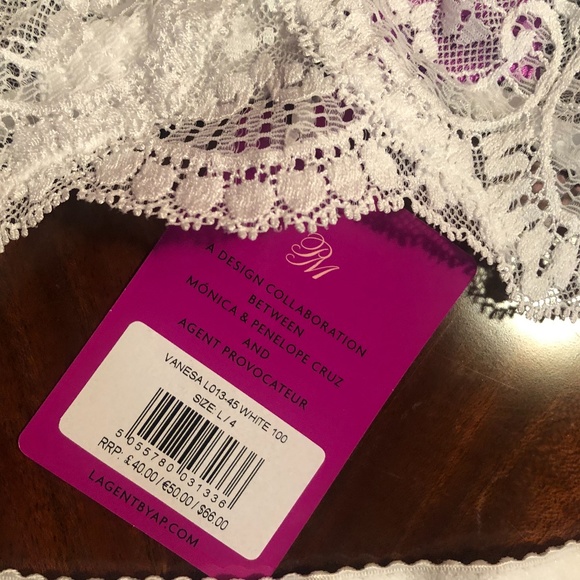 PM
A DESIGN COLLABORATION
BETWEEN
MÓNICA & PENÉLOPE CRUZ
AND
AGENT PROVOCATEUR
VANESA L013-45 WHITE 100
SIZE: L / 4
5 055780 031336
RRP: £40.00 / €50.00 / $66.00
LAGENTBYAP.COM